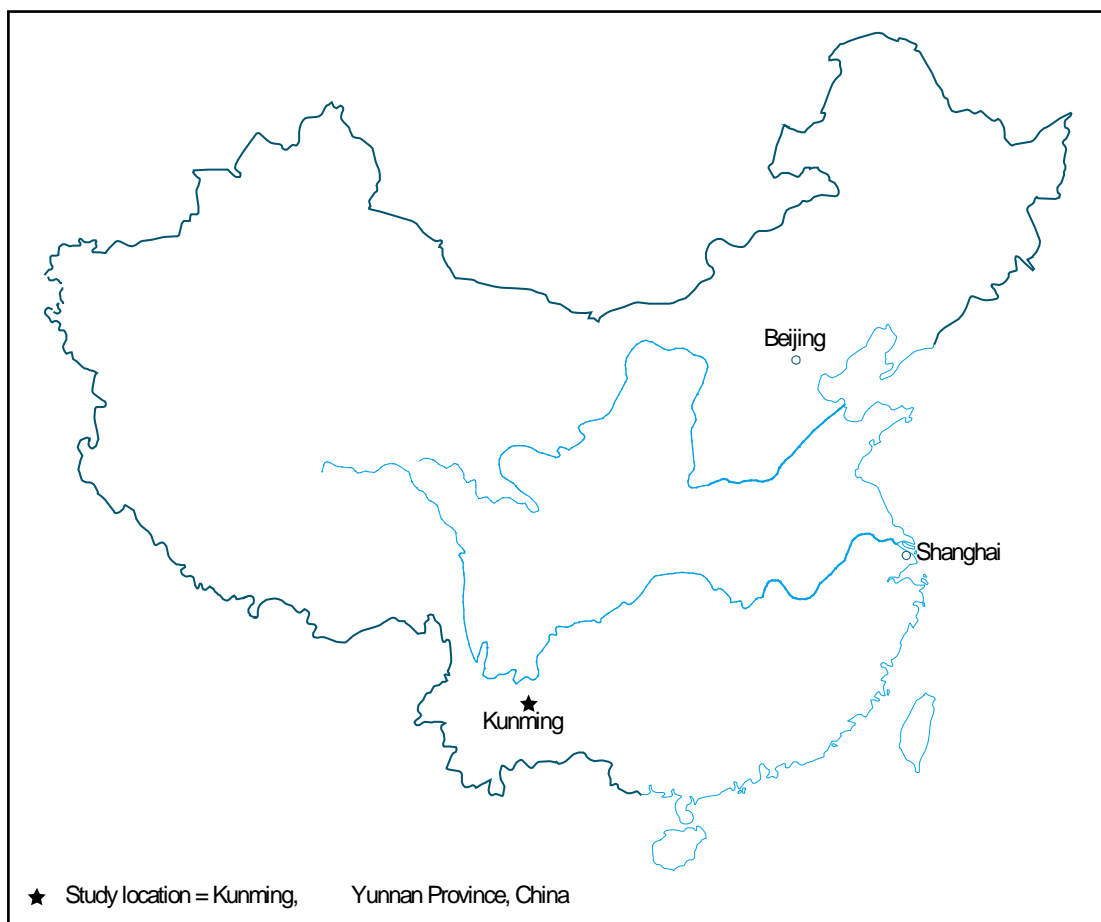 Beijing
Shanghai
Kunming
Study location = Kunming, Yunnan Province, China